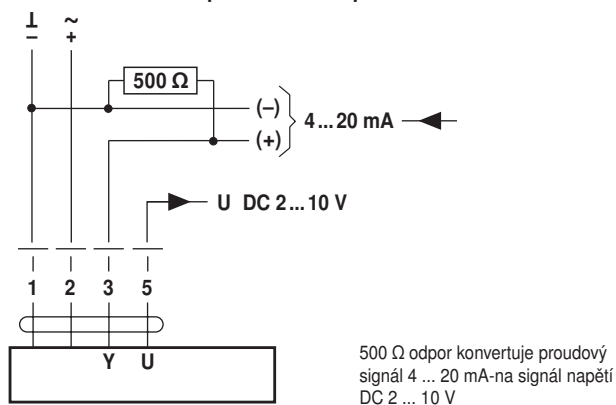 ⊥ ~
– +
500 Ω
(–)
(+)
4 ... 20 mA
U DC 2 ... 10 V
1 2 3 5
Y U
500 Ω odpor konvertuje proudový
signál 4 ... 20 mA-na signál napětí
DC 2 ... 10 V